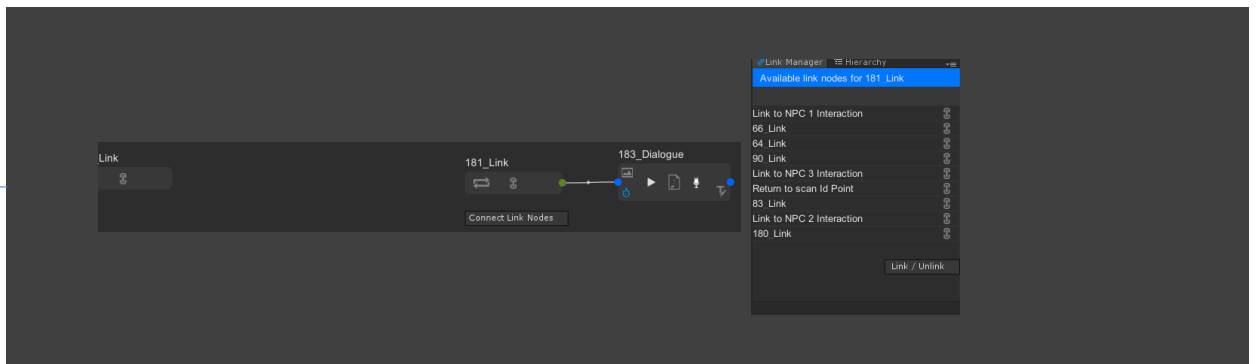 Link
181_Link
Connect Link Nodes
183_Dialogue
Link Manager
Hierarchy
Available link nodes for 181_Link
Link to NPC 1 Interaction
66_Link
64_Link
90_Link
Link to NPC 3 Interaction
Return to scan Id Point
83_Link
Link to NPC 2 Interaction
180_Link
Link / Unlink